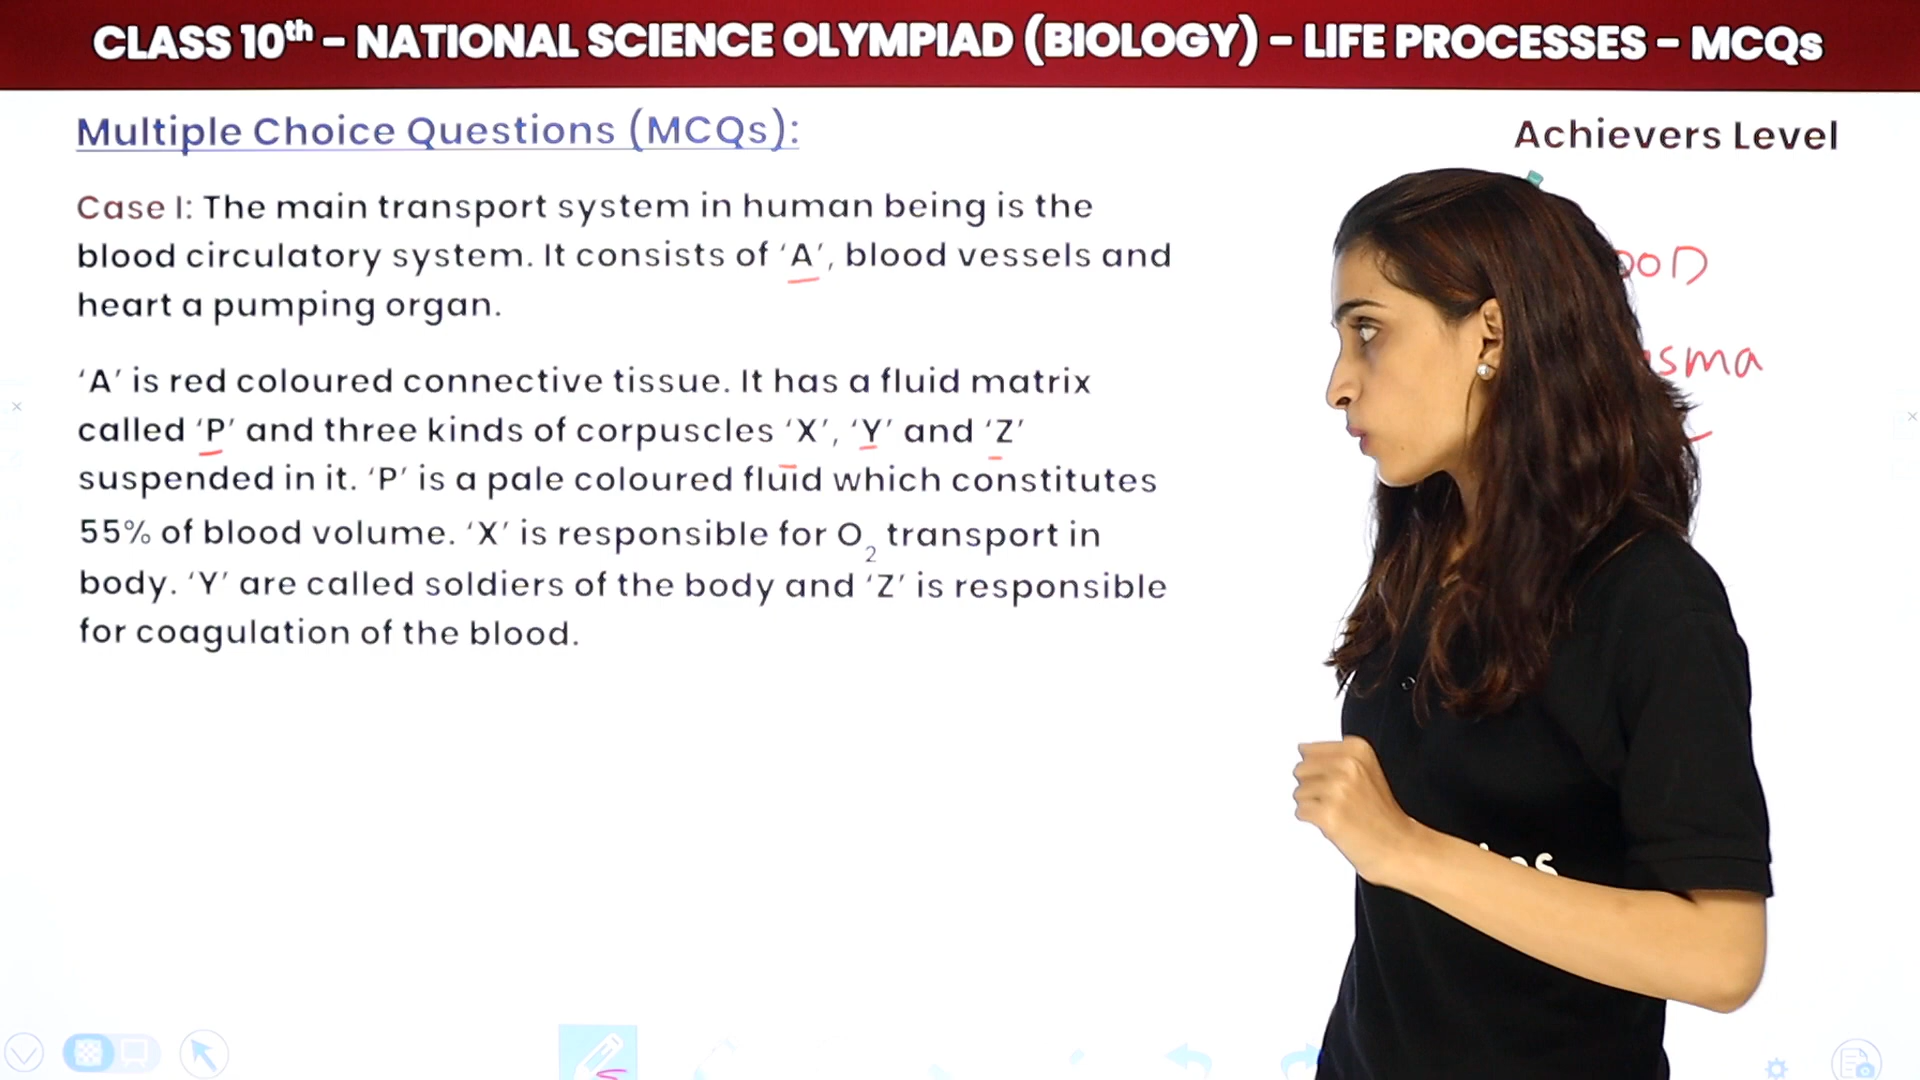 CLASS 10th - NATIONAL SCIENCE OLYMPIAD (BIOLOGY) - LIFE PROCESSES - MCQs
Multiple Choice Questions (MCQs):
Achievers Level
Case I: The main transport system in human being is the
blood circulatory system. It consists of ‘A’, blood vessels and
heart a pumping organ.
‘A’ is red coloured connective tissue. It has a fluid matrix
called ‘P’ and three kinds of corpuscles ‘X’, ‘Y’ and ‘Z’
suspended in it. ‘P’ is a pale coloured fluid which constitutes
55% of blood volume. ‘X’ is responsible for O2 transport in
body. ‘Y’ are called soldiers of the body and ‘Z’ is responsible
for coagulation of the blood.